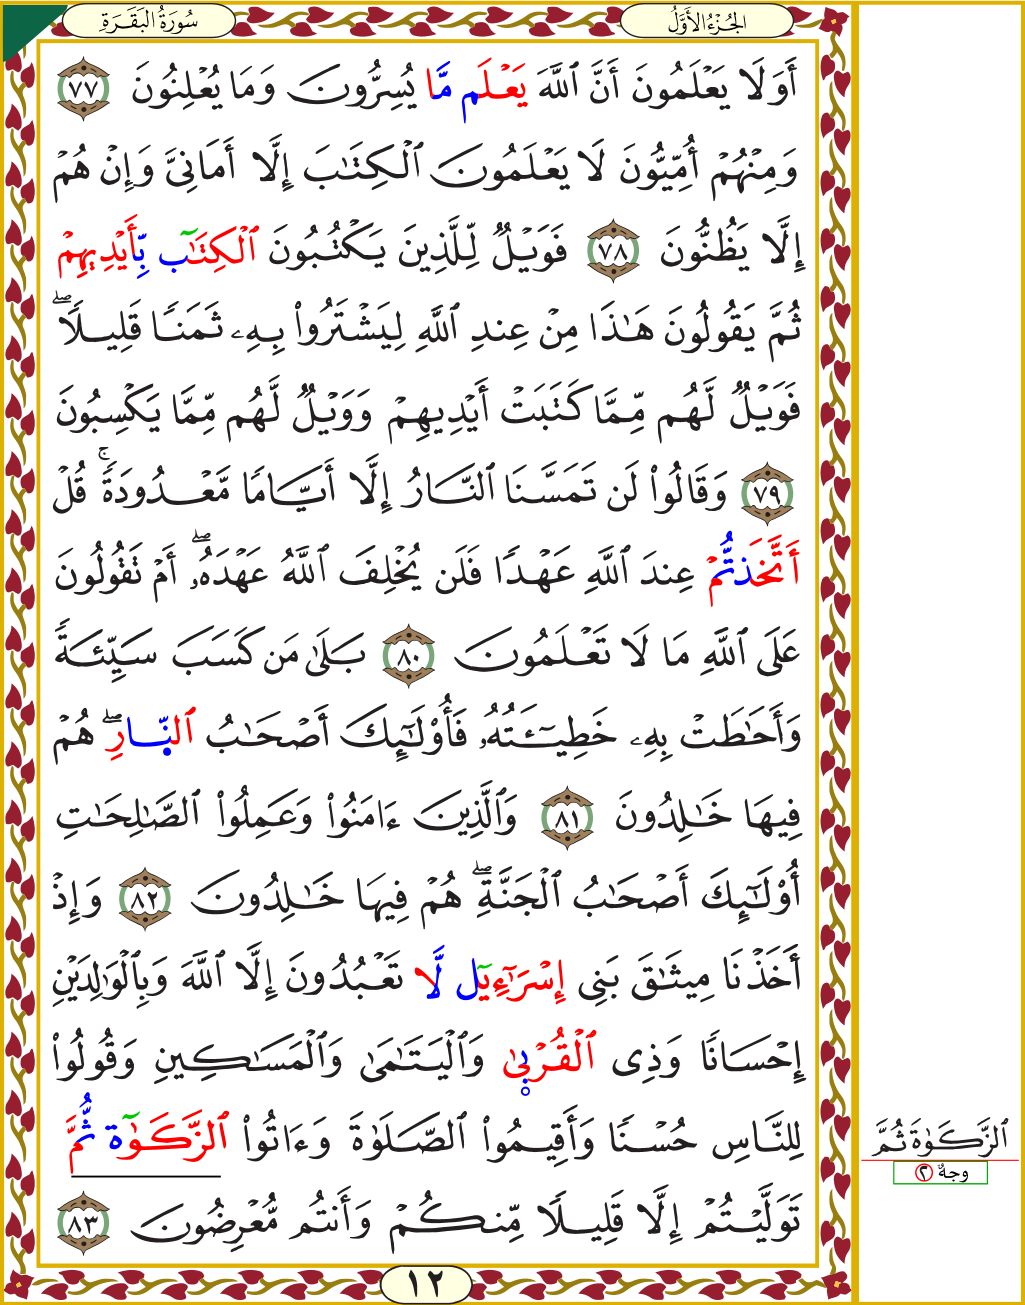 الجُزْءُ الأَوَّلُ
سُورَةُ البَقَرَةِ
أَوَلَا يَعْلَمُونَ أَنَّ ٱللَّهَ يَعْلَم مَّا يُسِرُّونَ وَمَا يُعْلِنُونَ ٧٧
وَمِنْهُمْ أُمِّيُّونَ لَا يَعْلَمُونَ ٱلْكِتَٰبَ إِلَّا أَمَانِىَّ وَإِنْ هُمْ
إِلَّا يَظُنُّونَ ٧٨ فَوَيْلٌ لِّلَّذِينَ يَكْتُبُونَ ٱلْكِتَٰٓب بِّأَيْدِيهِمْ
ثُمَّ يَقُولُونَ هَٰذَا مِنْ عِندِ ٱللَّهِ لِيَشْتَرُوا۟ بِهِۦ ثَمَنًا قَلِيلًا ۖ
فَوَيْلٌ لَّهُم مِّمَّا كَتَبَتْ أَيْدِيهِمْ وَوَيْلٌ لَّهُم مِّمَّا يَكْسِبُونَ
٧٩ وَقَالُوا۟ لَن تَمَسَّنَا ٱلنَّارُ إِلَّا أَيَّامًا مَّعْدُودَةً ۚ قُلْ
أَتَّخَذتُّمْ عِندَ ٱللَّهِ عَهْدًا فَلَن يُخْلِفَ ٱللَّهُ عَهْدَهُۥ ۖ أَمْ تَقُولُونَ
عَلَى ٱللَّهِ مَا لَا تَعْلَمُونَ ٨٠ بَلَىٰ مَن كَسَبَ سَيِّئَةً
وَأَحَٰطَتْ بِهِۦ خَطِيٓـَٔتُهُۥ فَأُو۟لَٰٓئِكَ أَصْحَٰبُ ٱلنّ۪ارِ ۖ هُمْ
فِيهَا خَٰلِدُونَ ٨١ وَٱلَّذِينَ ءَامَنُوا۟ وَعَمِلُوا۟ ٱلصَّٰلِحَٰتِ
أُو۟لَٰٓئِكَ أَصْحَٰبُ ٱلْجَنَّةِ ۖ هُمْ فِيهَا خَٰلِدُونَ ٨٢ وَإِذْ
أَخَذْنَا مِيثَٰقَ بَنِى إِسْرَٰٓءِيٓل لَّا تَعْبُدُونَ إِلَّا ٱللَّهَ وَبِٱلْوَٰلِدَيْنِ
إِحْسَانًا وَذِى ٱلْقُرْب۪ىٰ وَٱلْيَتَٰمَىٰ وَٱلْمَسَٰكِينِ وَقُولُوا۟
لِلنَّاسِ حُسْنًا وَأَقِيمُوا۟ ٱلصَّلَوٰةَ وَءَاتُوا۟ ٱلزَّكَوٰٓة ثُّمَّ
تَوَلَّيْتُمْ إِلَّا قَلِيلًا مِّنكُمْ وَأَنتُم مُّعْرِضُونَ ٨٣
ٱلزَّكَوٰةَ ثُمَّ
وجهٌ ٢
١٢